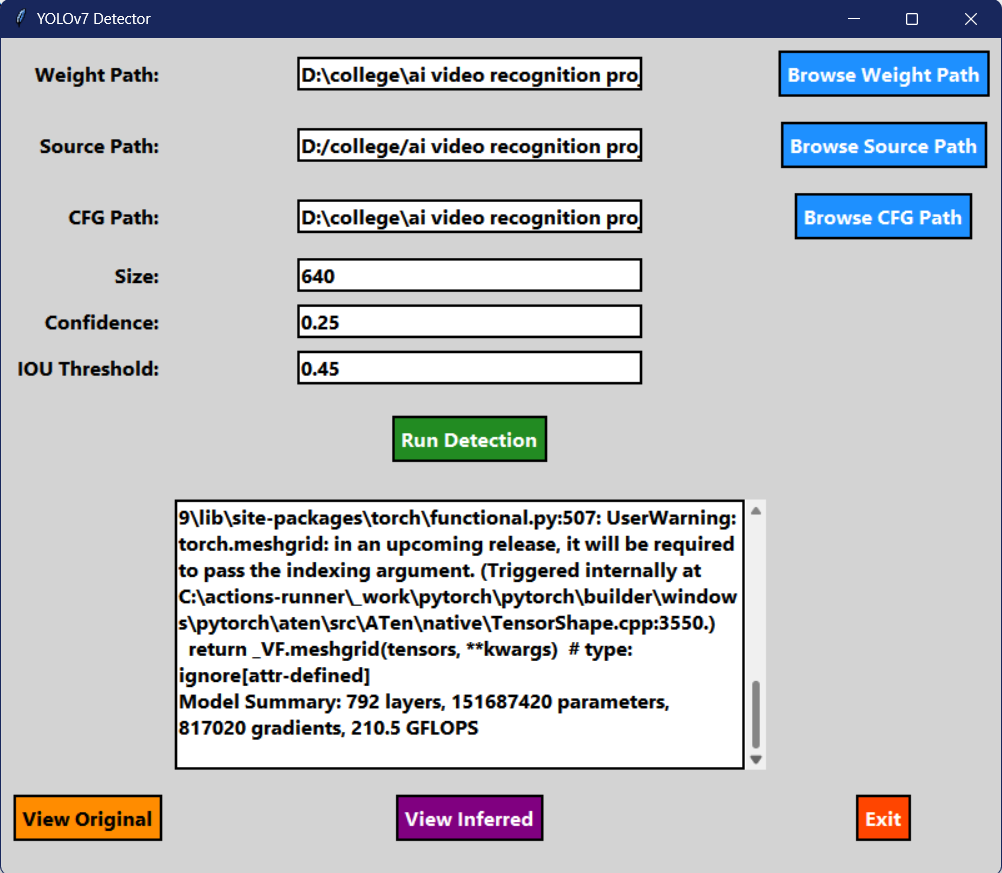 YOLOv7 Detector
Weight Path: D:\college\ai video recognition pro Browse Weight Path
Source Path: D:/college/ai video recognition pro Browse Source Path
CFG Path: D:\college\ai video recognition pro Browse CFG Path
Size: 640
Confidence: 0.25
IOU Threshold: 0.45
Run Detection
9\lib\site-packages\torch\functional.py:507: UserWarning:
torch.meshgrid: in an upcoming release, it will be required
to pass the indexing argument. (Triggered internally at
C:\actions-runner\_work\pytorch\pytorch\builder\window
s\pytorch\aten\src\ATen\native\TensorShape.cpp:3550.)
return _VF.meshgrid(tensors, **kwargs)  # type:
ignore[attr-defined]
Model Summary: 792 layers, 151687420 parameters,
817020 gradients, 210.5 GFLOPS
View Original View Inferred Exit